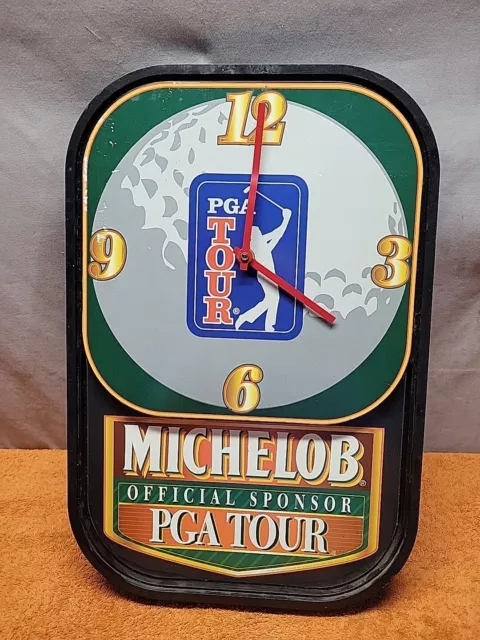 12
PGA
TOUR®
9
3
6
MICHELOB®
OFFICIAL SPONSOR
PGA TOUR